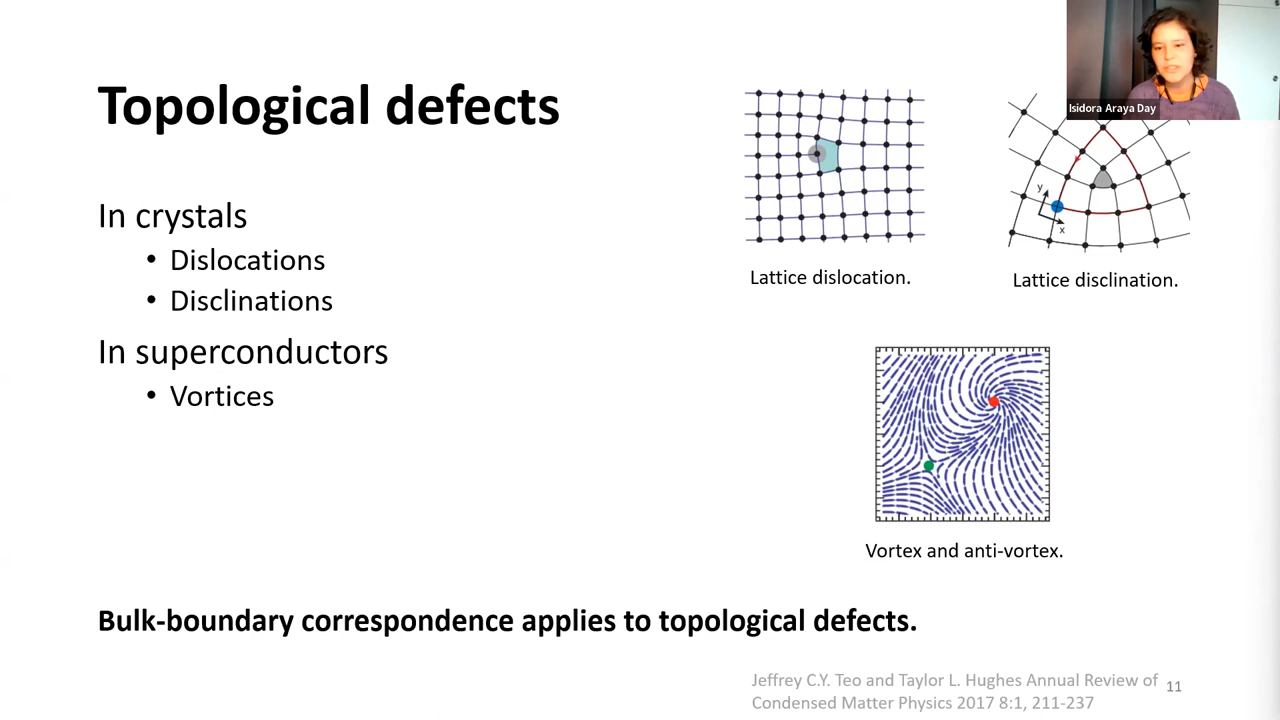 Isidora Araya Day
Topological defects
In crystals
• Dislocations
• Disclinations
In superconductors
• Vortices
y
x
Lattice dislocation.
Lattice disclination.
Vortex and anti-vortex.
Bulk-boundary correspondence applies to topological defects.
Jeffrey C.Y. Teo and Taylor L. Hughes Annual Review of
Condensed Matter Physics 2017 8:1, 211-237
11